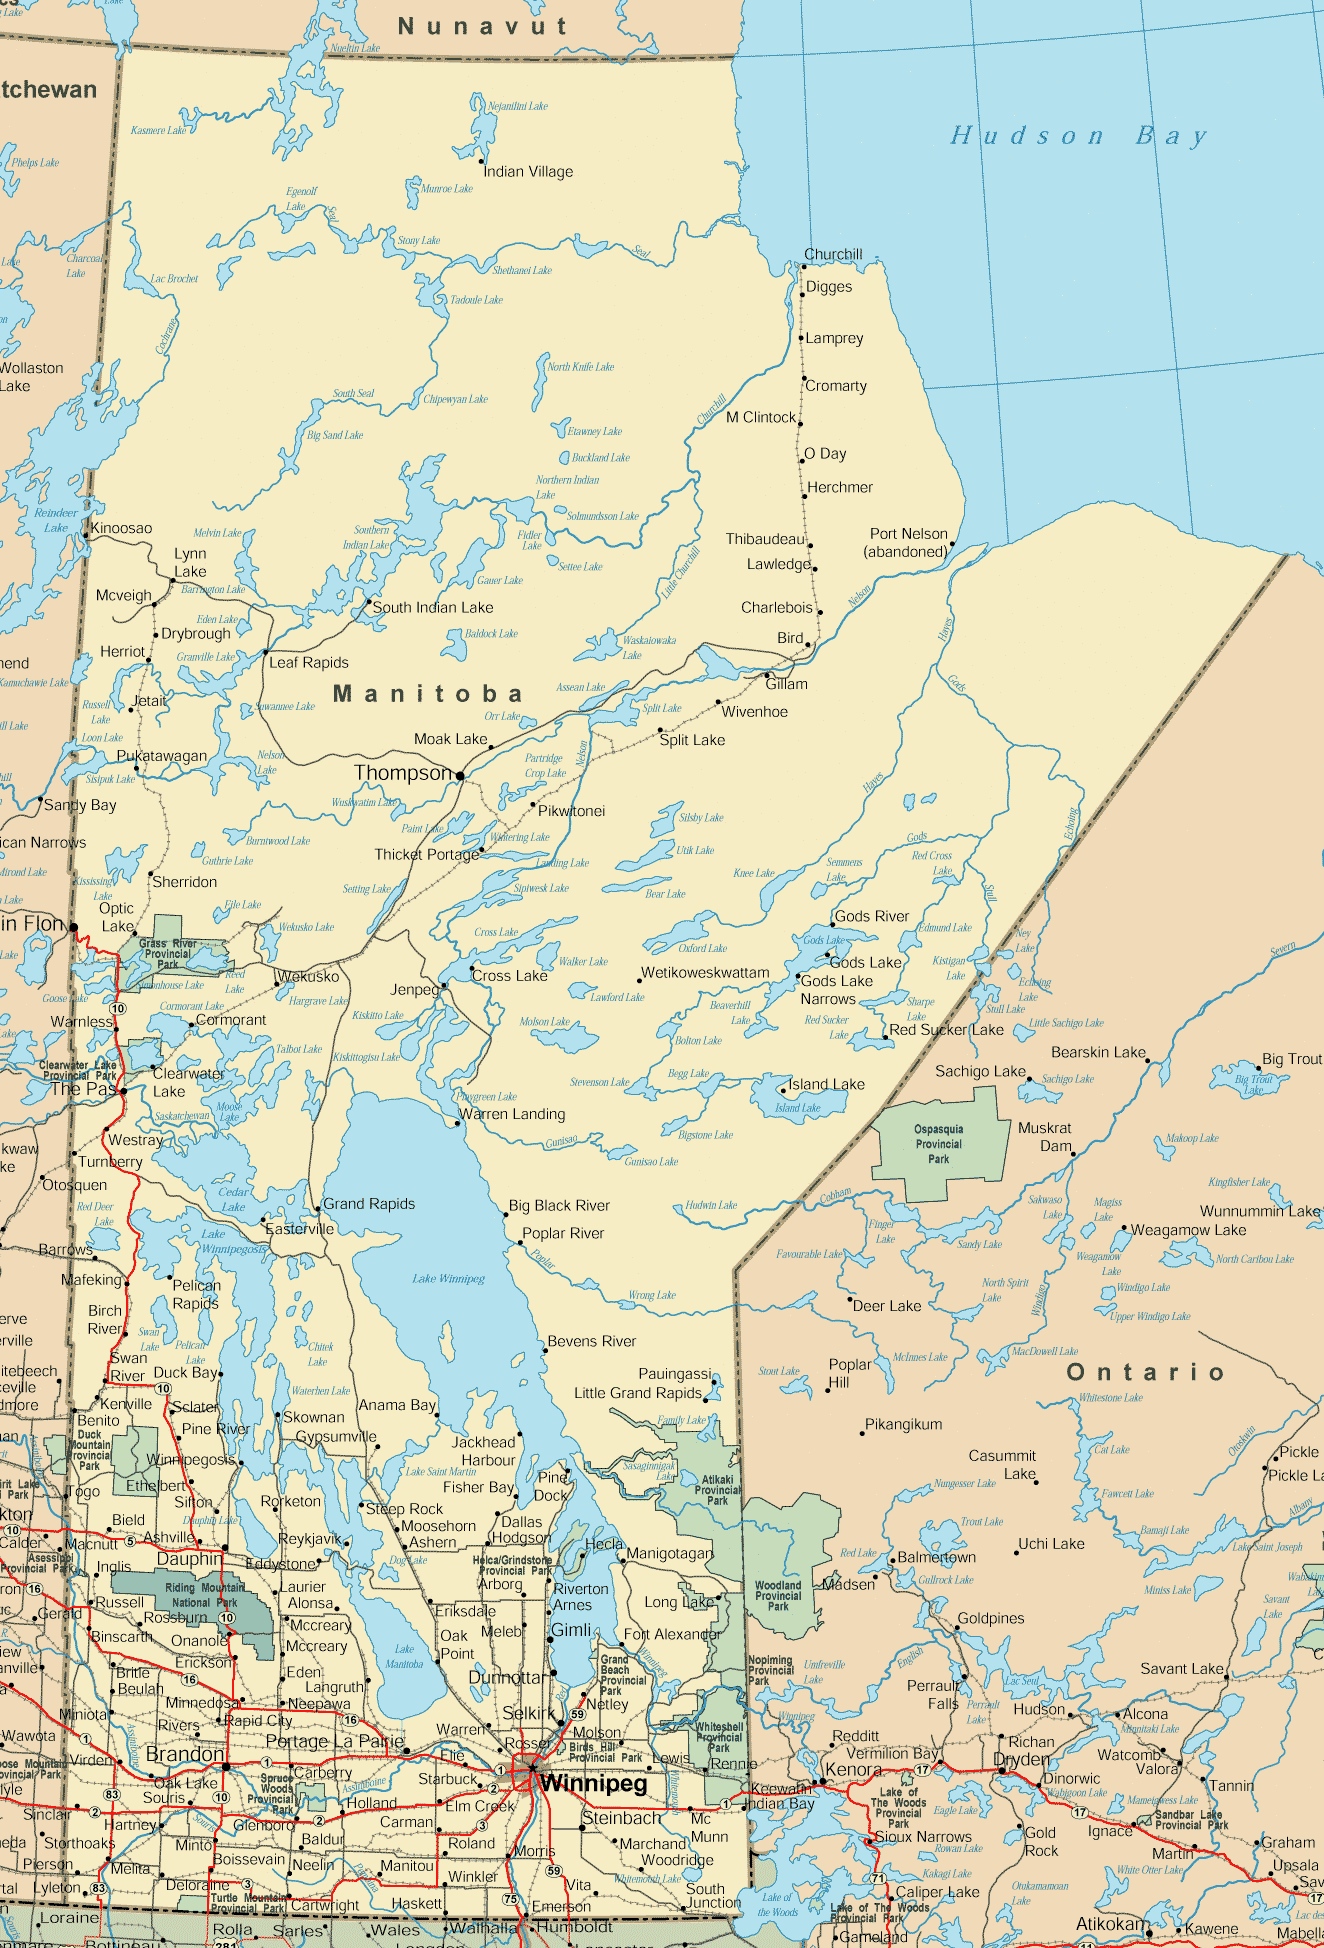 Nunavut
Nueltin Lake
tchewan
Hudson Bay
Nejanilini Lake
Kasmere Lake
Phelps Lake
Indian Village
Munroe Lake
Egenolf
Lake
Seal
Stony Lake
Seal
Charcoal
Lake
Lac Brochet
Shethanei Lake
Churchill
Digges
Tadoule Lake
Cochrane
Lamprey
Wollaston
Lake
North Knife Lake
Cromarty
South Seal
Chipewyan Lake
Churchill
M Clintock
Big Sand Lake
Etawney Lake
Buckland Lake
O Day
Northern Indian
Lake
Herchmer
Reindeer
Lake
Kinoosao
Melvin Lake
Southern
Indian Lake
Solmundsson Lake
Fidler
Lake
Thibaudeau
Port Nelson
(abandoned)
Lynn
Lake
Settee Lake
Lawledge
Mcveigh
Barrington Lake
Gauer Lake
Little Churchill
Nelson
South Indian Lake
Charlebois
Eden Lake
Drybrough
Baldock Lake
Waskaiowaka
Lake
Bird
Hayes
Herriot
Granville Lake
Leaf Rapids
Kamuchawie Lake
Manitoba
Assean Lake
Gillam
Gods
Jetait
Russell
Lake
Suwannee Lake
Orr Lake
Split Lake
Wivenhoe
Loon Lake
Moak Lake
Split Lake
Pukatawagan
Nelson
Lake
Nelson
Sisipuk Lake
Thompson
Partridge
Crop Lake
Hayes
Sandy Bay
Wuskwatim Lake
Pikwitonei
Silsby Lake
Echoing
ican Narrows
Burntwood Lake
Paint Lake
Wintering Lake
Gods
Guthrie Lake
Thicket Portage
Landing Lake
Utik Lake
Red Cross
Lake
Mirond Lake
Kississing
Lake
Sherridon
Setting Lake
Sipiwesk Lake
Bear Lake
Knee Lake
Semmens
Lake
Stull
in Flon
Optic
Lake
File Lake
Wekusko Lake
Gods River
Edmund Lake
Grass River
Provincial
Park
Cross Lake
Oxford Lake
Gods Lake
Ney
Lake
Severn
Wekusko
Cross Lake
Walker Lake
Wetikoweskwattam
Gods Lake
Kistigan
Lake
Reed
Lake
Simonhouse Lake
Jenpeg
Lawford Lake
Gods Lake
Narrows
Echoing
Lake
Goose Lake
Cormorant Lake
Hargrave Lake
Beaverhill
Lake
Sharpe
Lake
Stull Lake
Warnless
Cormorant
Kiskitto Lake
Molson Lake
Red Sucker
Lake
Red Sucker Lake
Little Sachigo Lake
Talbot Lake
Kiskittogisu Lake
Bolton Lake
Bearskin Lake
Big Trout
Clearwater Lake
Provincial Park
Clearwater
Lake
Stevenson Lake
Begg Lake
Island Lake
Sachigo Lake
Sachigo Lake
Big Trout
Lake
The Pas
Moose
Lake
Playgreen Lake
Island Lake
Saskatchewan
Warren Landing
Bigstone Lake
Ospasquia
Provincial
Park
Muskrat
Dam
Makoop Lake
Westray
Gunisao
Gunisao Lake
Turnberry
Otosquen
Cedar
Lake
Grand Rapids
Big Black River
Hudwin Lake
Cobham
Sakwaso
Lake
Magiss
Lake
Kingfisher Lake
Red Deer
Lake
Easterville
Poplar River
Finger
Lake
Weagamow Lake
Wunnummin Lake
Barrows
Lake
Winnipegosis
Poplar
Favourable Lake
Sandy Lake
Weagamow
Lake
North Caribou Lake
Mafeking
Pelican
Rapids
Lake Winnipeg
Wrong Lake
North Spirit
Lake
Windigo
Windigo Lake
Birch
River
Deer Lake
Upper Windigo Lake
Swan
Lake
Pelican
Lake
Chitek
Lake
Bevens River
Swan
River
Duck Bay
Pauingassi
Stout Lake
Poplar
Hill
McInnes Lake
MacDowell Lake
Waterhen Lake
Little Grand Rapids
Ontario
Kenville
Sclater
Anama Bay
Family Lake
Whitestone Lake
Benito
Pine River
Skownan
Pikangikum
Duck
Mountain
Provincial
Park
Gypsumville
Jackhead
Harbour
Cat Lake
Otoskwin
Winnipegosis
Lake Saint Martin
Sasaginnigak
Lake
Casummit
Lake
Pickle
Pickle La
Togo
Ethelbert
Fisher Bay
Pine
Dock
Atikaki
Provincial
Park
Nungesser Lake
Fawcett Lake
Sifton
Rorketon
Steep Rock
Albany
Bield
Dauphin Lake
Moosehorn
Dallas
Trout Lake
Bamaji Lake
Macnutt
Ashville
Reykjavik
Ashern
Hodgson
Hecla
Red Lake
Uchi Lake
Lake Saint Joseph
Asessippi
Provincial Park
Dauphin
Eddystone
Dog Lake
Helca/Grindstone
Provincial Park
Manigotagan
Balmertown
Inglis
Riding Mountain
National Park
Laurier
Arborg
Riverton
Woodland
Provincial
Park
Madsen
Gullrock Lake
Miniss Lake
Russell
Alonsa
Arnes
Long Lake
Savant
Lake
Gerald
Rossburn
Mccreary
Eriksdale
Goldpines
Binscarth
Onanole
Mccreary
Oak
Point
Meleb
Gimli
Fort Alexander
Erickson
Lake
Manitoba
Winnipeg
English
Birtle
Eden
Grand
Beach
Provincial
Park
Nopiming
Provincial
Park
Umfreville
Lake
Lac Seul
Savant Lake
Beulah
Langruth
Dunnottar
Perrault
Falls
Minnedosa
Neepawa
Netley
Perrault
Lake
Miniota
Rapid City
Selkirk
Whiteshell
Provincial
Park
Winnipeg
Hudson
Alcona
Minnitaki Lake
Wawota
Rivers
Portage La Prairie
Warren
Molson
Redditt
Richan
Virden
Brandon
Elie
Rosser
Birds Hill
Provincial Park
Lewis
Vermilion Bay
Watcomb
Oak Lake
Carberry
Starbuck
Winnipeg
Rennie
Keewatin
Kenora
Dryden
Valora
Souris
Spruce
Woods
Provincial
Park
Assiniboine
Dinorwic
Tannin
Sinclair
Holland
Elm Creek
Indian Bay
Lake of
The Woods
Provincial
Park
Wabigoon Lake
Mameigwess Lake
Hartney
Glenboro
Carman
Steinbach
Mc
Munn
Eagle Lake
Sandbar Lake
Provincial Park
Storthoaks
Minto
Baldur
Roland
Marchand
Sioux Narrows
Gold
Rock
Ignace
Graham
Pierson
Boissevain
Morris
Woodridge
Rowan Lake
Martin
Melita
Neelin
Manitou
Whitemouth Lake
Kakagi Lake
White Otter Lake
Upsala
Lyleton
Deloraine
Winkler
Vita
South
Junction
Lake of
the Woods
Caliper Lake
Otukamamoan
Lake
Turtle Mountain
Provincial Park
Cartwright
Haskett
Emerson
Lake of The Woods
Provincial Park
Loraine
Rolla
Sarles
Wales
Walhalla
Humboldt
Gameland
Atikokam
Kawene
Mabell
Bottineau